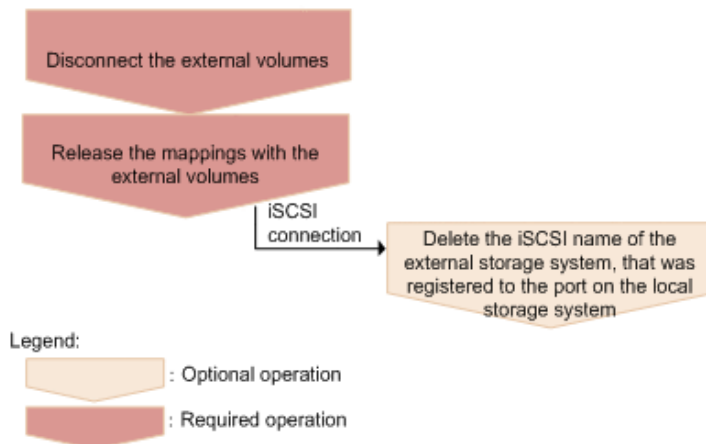 Disconnect the external volumes
Release the mappings with the
external volumes
iSCSI
connection
Delete the iSCSI name of the
external storage system, that was
registered to the port on the local
storage system
Legend:
: Optional operation
: Required operation